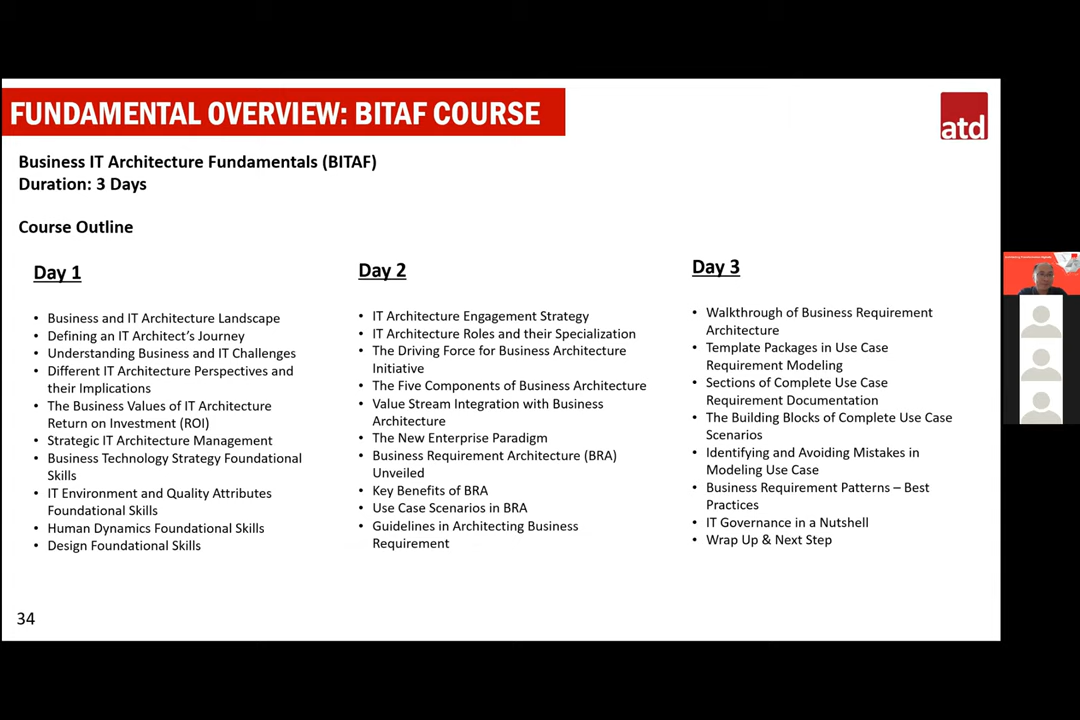 FUNDAMENTAL OVERVIEW: BITAF COURSE
atd
Business IT Architecture Fundamentals (BITAF)
Duration: 3 Days
Course Outline
Day 1
• Business and IT Architecture Landscape
• Defining an IT Architect's Journey
• Understanding Business and IT Challenges
• Different IT Architecture Perspectives and
their Implications
• The Business Values of IT Architecture
Return on Investment (ROI)
• Strategic IT Architecture Management
• Business Technology Strategy Foundational
Skills
• IT Environment and Quality Attributes
Foundational Skills
• Human Dynamics Foundational Skills
• Design Foundational Skills
Day 2
• IT Architecture Engagement Strategy
• IT Architecture Roles and their Specialization
• The Driving Force for Business Architecture
Initiative
• The Five Components of Business Architecture
• Value Stream Integration with Business
Architecture
• The New Enterprise Paradigm
• Business Requirement Architecture (BRA)
Unveiled
• Key Benefits of BRA
• Use Case Scenarios in BRA
• Guidelines in Architecting Business
Requirement
Day 3
• Walkthrough of Business Requirement
Architecture
• Template Packages in Use Case
Requirement Modeling
• Sections of Complete Use Case
Requirement Documentation
• The Building Blocks of Complete Use Case
Scenarios
• Identifying and Avoiding Mistakes in
Modeling Use Case
• Business Requirement Patterns – Best
Practices
• IT Governance in a Nutshell
• Wrap Up & Next Step
34